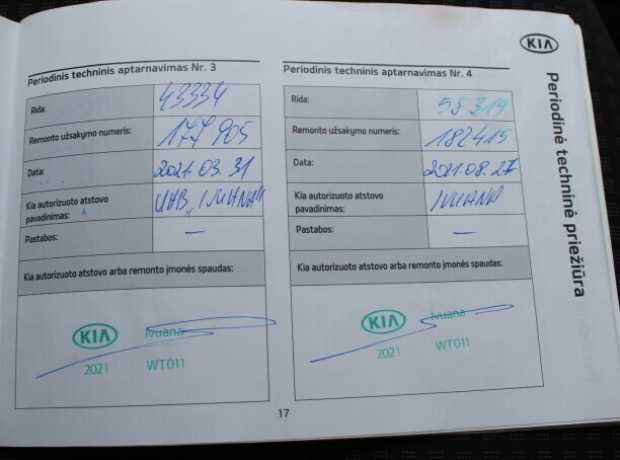 KIA
Periodinė techninė priežiūra
Periodinis techninis aptarnavimas Nr. 3
Rida: 43334
Remonto užsakymo numeris: 177905
Data: 2021.03.31
Kia autorizuoto atstovo
pavadinimas: UAB "IVUANA"
Pastabos: —
Kia autorizuoto atstovo arba remonto įmonės spaudas:
KIA Ivuana
2021 WT011
Periodinis techninis aptarnavimas Nr. 4
Rida: 55319
Remonto užsakymo numeris: 182415
Data: 2021.08.27
Kia autorizuoto atstovo
pavadinimas: IVUANA
Pastabos: —
Kia autorizuoto atstovo arba remonto įmonės spaudas:
KIA Ivuana
2021 WT011
17